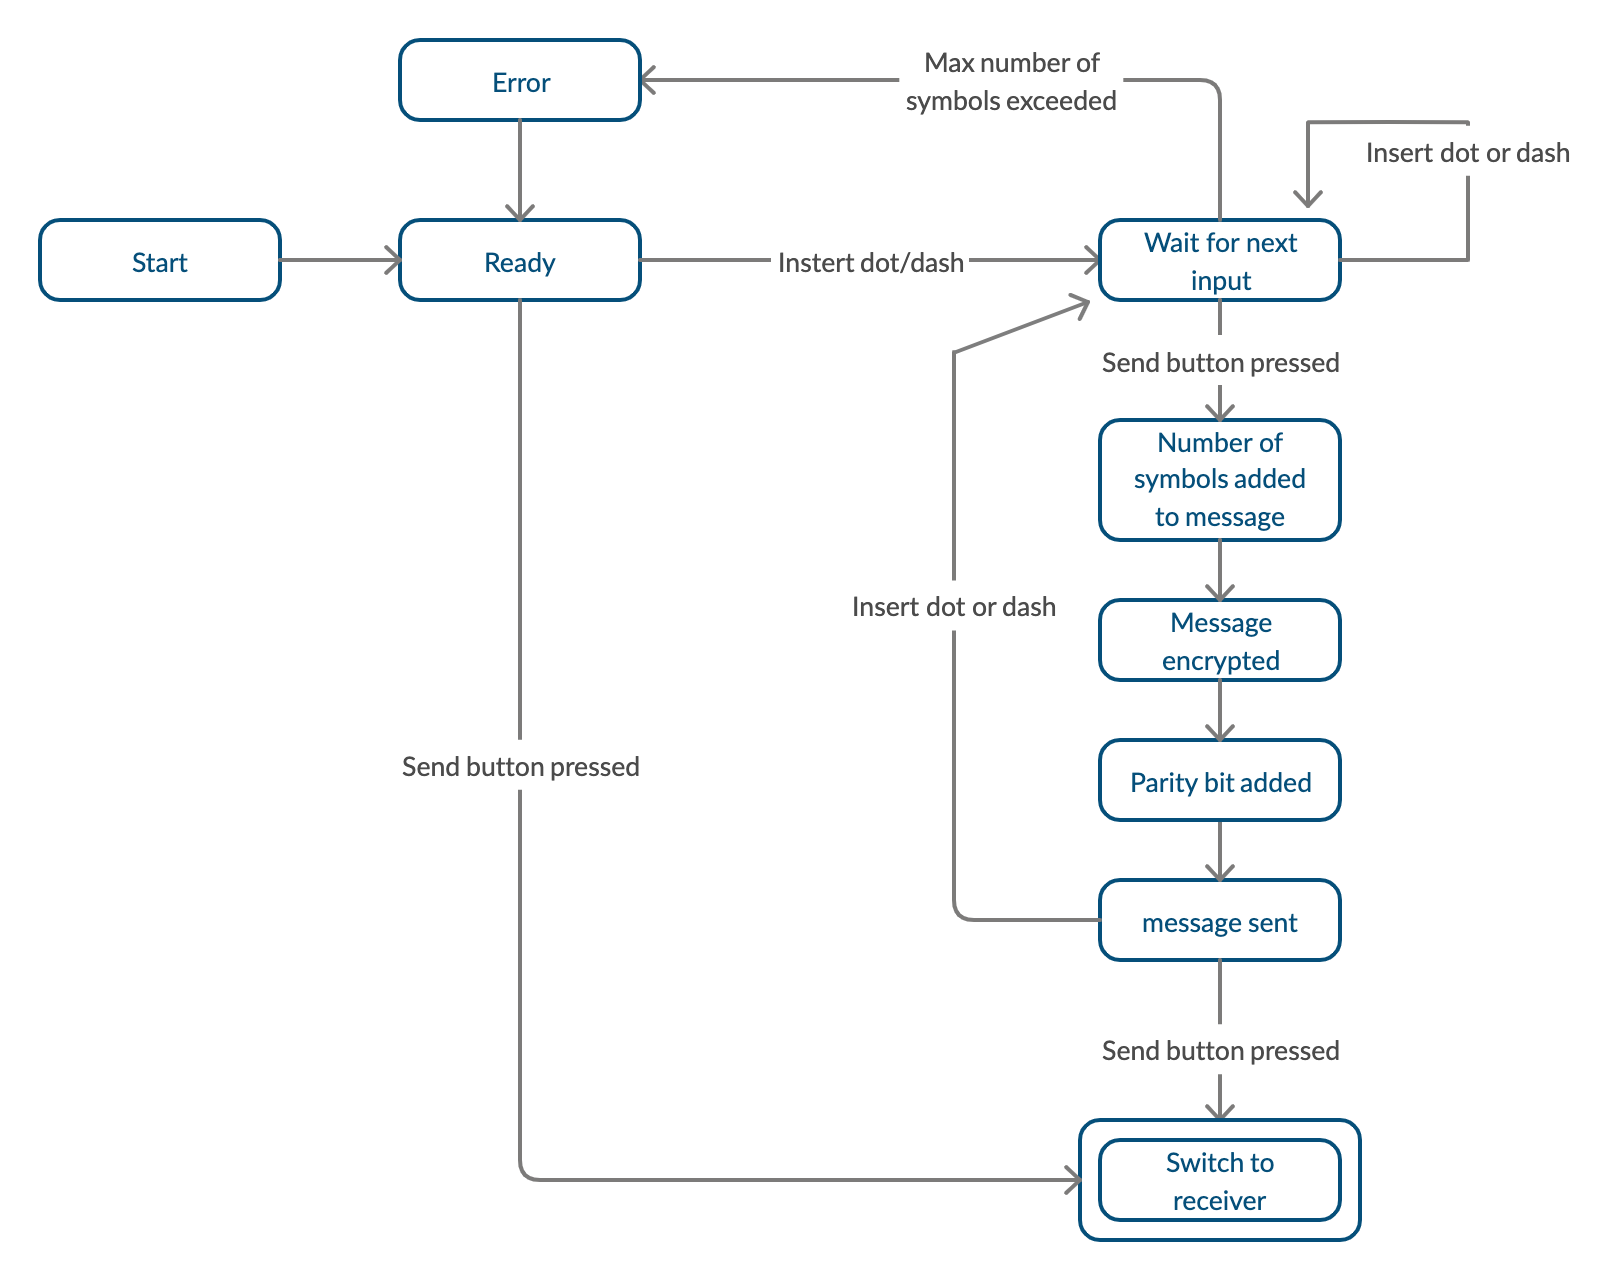 Error
Max number of
symbols exceeded
Insert dot or dash
Start
Ready
Instert dot/dash
Wait for next
input
Send button pressed
Number of
symbols added
to message
Insert dot or dash
Message
encrypted
Send button pressed
Parity bit added
message sent
Send button pressed
Switch to
receiver